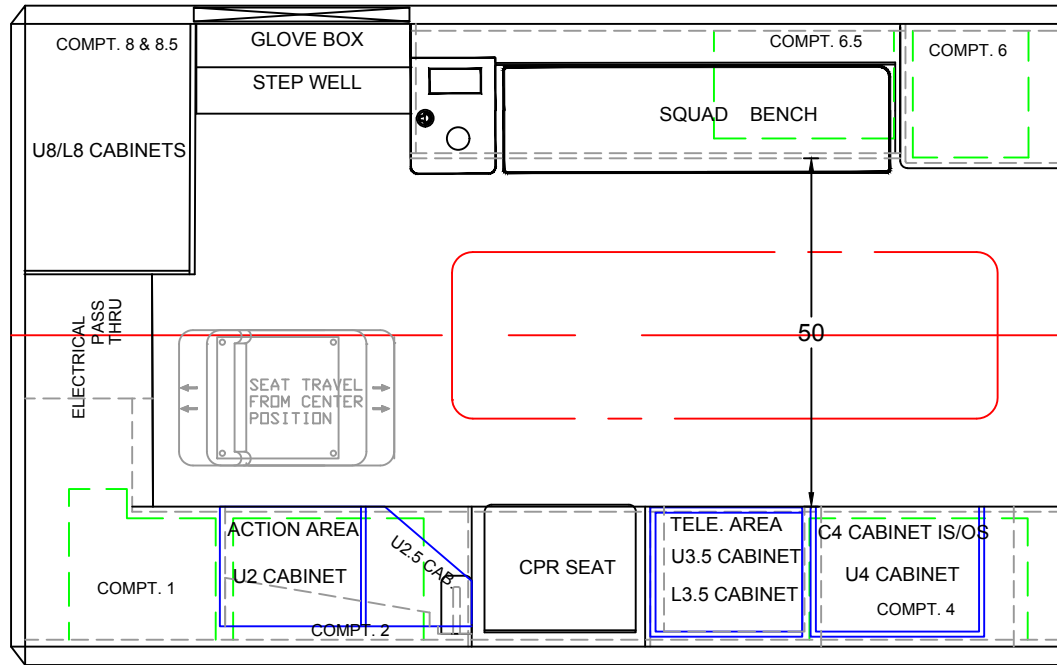 COMPT. 8 & 8.5
GLOVE BOX
STEP WELL
COMPT. 6.5
COMPT. 6
SQUAD BENCH
U8/L8 CABINETS
ELECTRICAL
PASS
THRU
50
SEAT TRAVEL
FROM CENTER
POSITION
ACTION AREA
U2 CABINET
U2.5 CAB
COMPT. 1
COMPT. 2
CPR SEAT
TELE. AREA
U3.5 CABINET
L3.5 CABINET
C4 CABINET IS/OS
U4 CABINET
COMPT. 4